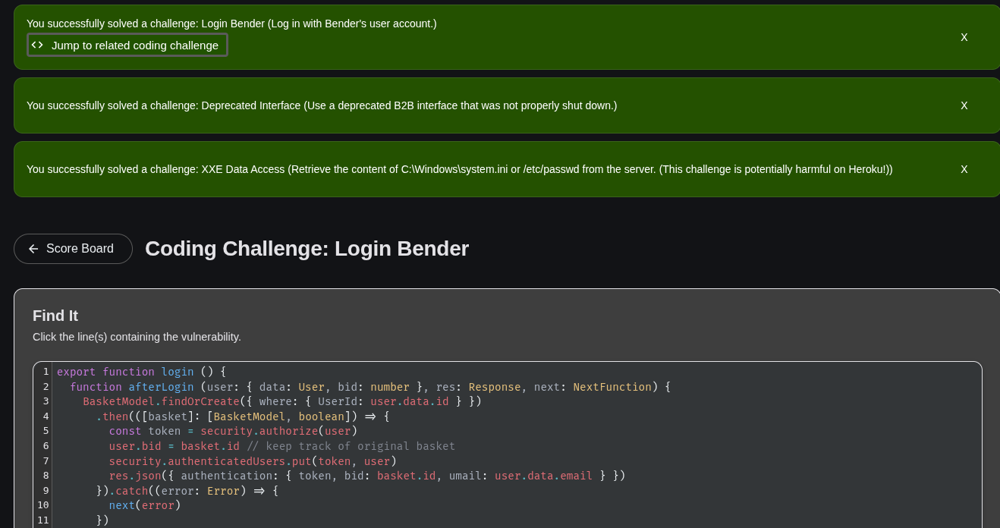 You successfully solved a challenge: Login Bender (Log in with Bender's user account.)
<> Jump to related coding challenge
X
You successfully solved a challenge: Deprecated Interface (Use a deprecated B2B interface that was not properly shut down.)
X
You successfully solved a challenge: XXE Data Access (Retrieve the content of C:\Windows\system.ini or /etc/passwd from the server. (This challenge is potentially harmful on Heroku!))
X
← Score Board
Coding Challenge: Login Bender
Find It
Click the line(s) containing the vulnerability.
1 export function login () {
2   function afterLogin (user: { data: User, bid: number }, res: Response, next: NextFunction) {
3     BasketModel.findOrCreate({ where: { UserId: user.data.id } })
4       .then(([basket]: [BasketModel, boolean]) => {
5         const token = security.authorize(user)
6         user.bid = basket.id // keep track of original basket
7         security.authenticatedUsers.put(token, user)
8         res.json({ authentication: { token, bid: basket.id, umail: user.data.email } })
9       }).catch((error: Error) => {
10         next(error)
11       })